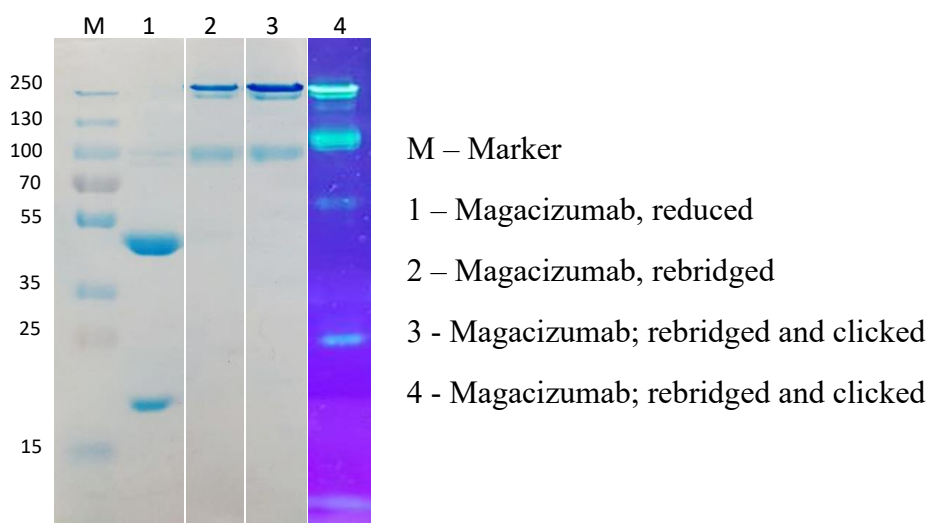 M 1 2 3 4
250
130
100
70
55
35
25
15
M – Marker
1 – Magacizumab, reduced
2 – Magacizumab, rebridged
3 - Magacizumab; rebridged and clicked
4 - Magacizumab; rebridged and clicked